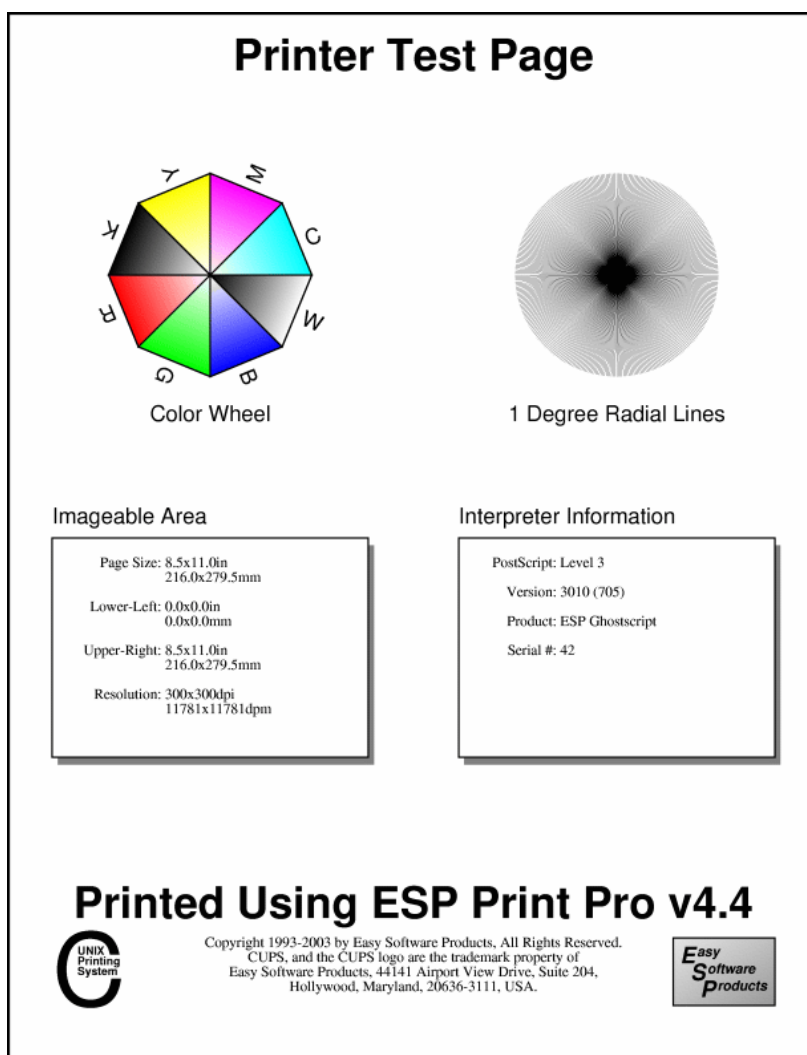 Printer Test Page
Y
M
K
C
R
W
G
B
Color Wheel
1 Degree Radial Lines
Imageable Area
Page Size: 8.5x11.0in
216.0x279.5mm
Lower-Left: 0.0x0.0in
0.0x0.0mm
Upper-Right: 8.5x11.0in
216.0x279.5mm
Resolution: 300x300dpi
11781x11781dpm
Interpreter Information
PostScript: Level 3
Version: 3010 (705)
Product: ESP Ghostscript
Serial #: 42
Printed Using ESP Print Pro v4.4
C
UNIX
Printing
System
Copyright 1993-2003 by Easy Software Products, All Rights Reserved.
CUPS, and the CUPS logo are the trademark property of
Easy Software Products, 44141 Airport View Drive, Suite 204,
Hollywood, Maryland, 20636-3111, USA.
Easy
Software
Products